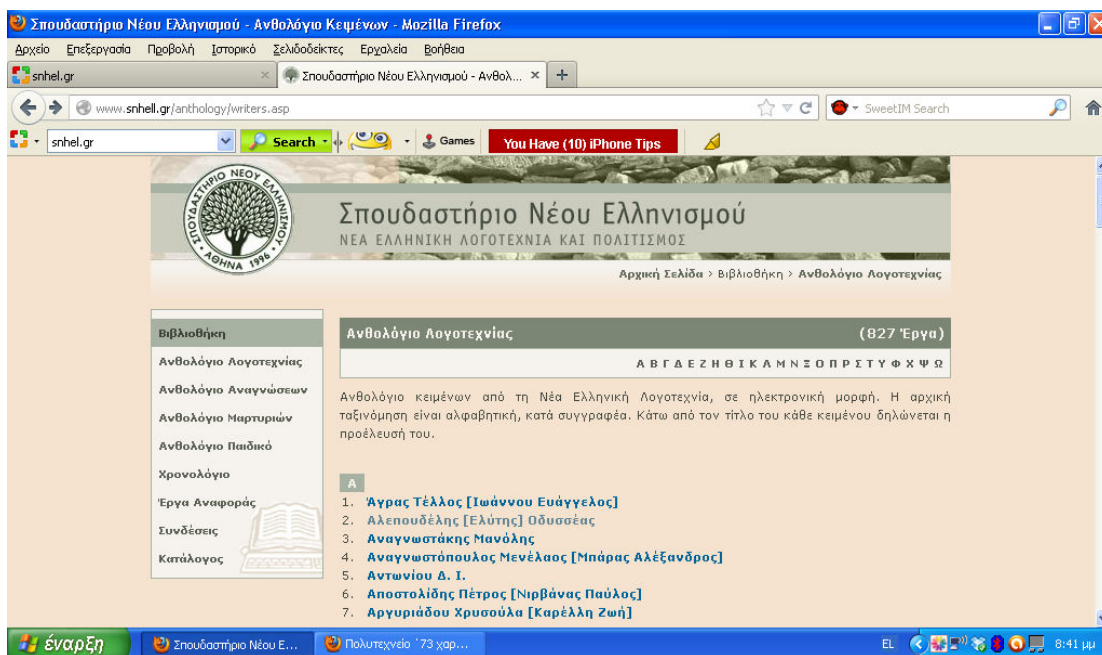 Σπουδαστήριο Νέου Ελληνισμού - Ανθολόγιο Κειμένων - Mozilla Firefox
Αρχείο Επεξεργασία Προβολή Ιστορικό Σελιδοδείκτες Εργαλεία Βοήθεια
snhel.gr
Σπουδαστήριο Νέου Ελληνισμού - Ανθολ...
www.snhell.gr/anthology/writers.asp
SweetIM Search
snhel.gr
Search
Games
You Have (10) iPhone Tips
ΣΠΟΥΔΑΣΤΗΡΙΟ ΝΕΟΥ ΕΛΛΗΝΙΣΜΟΥ
ΑΘΗΝΑ 1996
Σπουδαστήριο Νέου Ελληνισμού
ΝΕΑ ΕΛΛΗΝΙΚΗ ΛΟΓΟΤΕΧΝΙΑ ΚΑΙ ΠΟΛΙΤΙΣΜΟΣ
Αρχική Σελίδα > Βιβλιοθήκη > Ανθολόγιο Λογοτεχνίας
Βιβλιοθήκη
Ανθολόγιο Λογοτεχνίας
Ανθολόγιο Αναγνώσεων
Ανθολόγιο Μαρτυριών
Ανθολόγιο Παιδικό
Χρονολόγιο
Έργα Αναφοράς
Συνδέσεις
Κατάλογος
Ανθολόγιο Λογοτεχνίας (827 Έργα)
Α Β Γ Δ Ε Ζ Η Θ Ι Κ Λ Μ Ν Ξ Ο Π Ρ Σ Τ Υ Φ Χ Ψ Ω
Ανθολόγιο κειμένων από τη Νέα Ελληνική Λογοτεχνία, σε ηλεκτρονική μορφή. Η αρχική
ταξινόμηση είναι αλφαβητική, κατά συγγραφέα. Κάτω από τον τίτλο του κάθε κειμένου δηλώνεται η
προέλευσή του.
Α
1. Άγρας Τέλλος [Ιωάννου Ευάγγελος]
2. Αλεπουδέλης [Ελύτης] Οδυσσέας
3. Αναγνωστάκης Μανόλης
4. Αναγνωστόπουλος Μενέλαος [Μπάρας Αλέξανδρος]
5. Αντωνίου Δ. Ι.
6. Αποστολίδης Πέτρος [Νιρβάνας Παύλος]
7. Αργυριάδου Χρυσούλα [Καρέλλη Ζωή]
έναρξη
Σπουδαστήριο Νέου Ε...
Πολυτεχνείο ΄73 χαρ...
EL
8:41 μμ